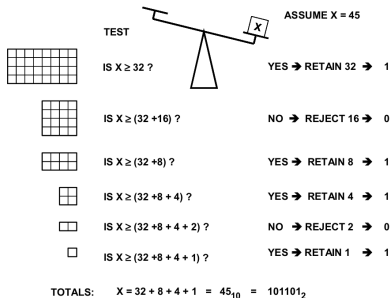 ASSUME X = 45
X
TEST
IS X ≥ 32 ? YES ➔ RETAIN 32 ➔ 1
IS X ≥ (32 +16) ? NO ➔ REJECT 16 ➔ 0
IS X ≥ (32 +8) ? YES ➔ RETAIN 8 ➔ 1
IS X ≥ (32 +8 + 4) ? YES ➔ RETAIN 4 ➔ 1
IS X ≥ (32 +8 + 4 + 2) ? NO ➔ REJECT 2 ➔ 0
IS X ≥ (32 +8 + 4 + 1) ? YES ➔ RETAIN 1 ➔ 1
TOTALS: X = 32 + 8 + 4 + 1 = 45₁₀ = 101101₂